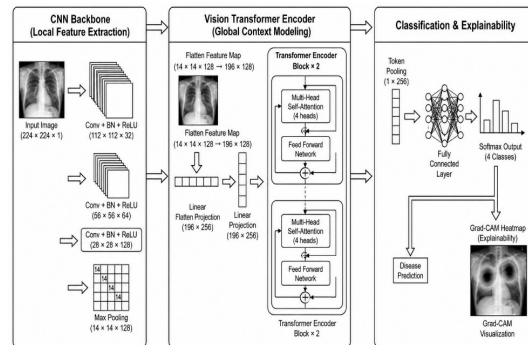 CNN Backbone
(Local Feature Extraction)
Input Image
(224 × 224 × 1)
Conv + BN + ReLU
(112 × 112 × 32)
Conv + BN + ReLU
(56 × 56 × 64)
Conv + BN + ReLU
(28 × 28 × 128)
14
14
14
14
Max Pooling
(14 × 14 × 128)
Vision Transformer Encoder
(Global Context Modeling)
Flatten Feature Map
(14 × 14 × 128 → 196 × 128)
Flatten Feature Map
(14 × 14 × 128 → 196 × 128)
Linear
Flatten Projection
(196 × 256)
Linear
Projection
(196 × 256)
Transformer Encoder
Block × 2
Multi-Head
Self-Attention
(4 heads)
Feed Forward
Network
Multi-Head
Self-Attention
(4 heads)
Feed Forward
Network
Transformer Encoder
Block × 2
Classification & Explainability
Token
Pooling
(1 × 256)
Fully
Connected
Layer
Softmax Output
(4 Classes)
Disease
Prediction
Grad-CAM Heatmap
(Explainability)
Grad-CAM
Visualization